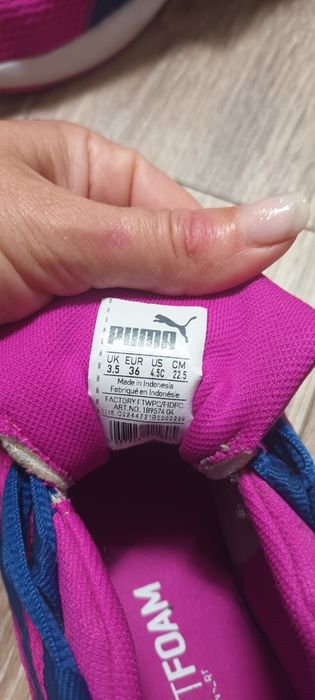 PUMA
UK EUR US CM
3.5 36 4.5C 22.5
Made in Indonesia
Fabriqué en Indonésie
FACTORY FTWPC/FIDPC
ART.NO. 189574 04
TFOAM